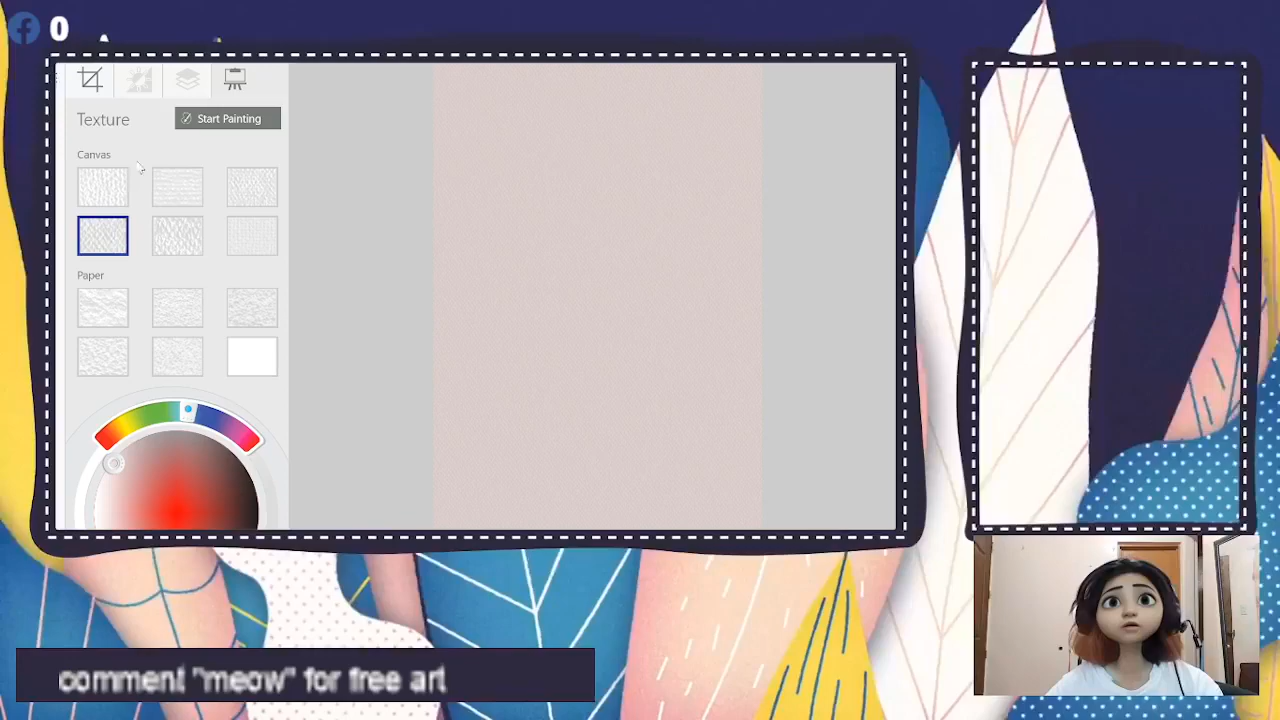 0
Texture
Start Painting
Canvas
Paper
comment "meow" for free art